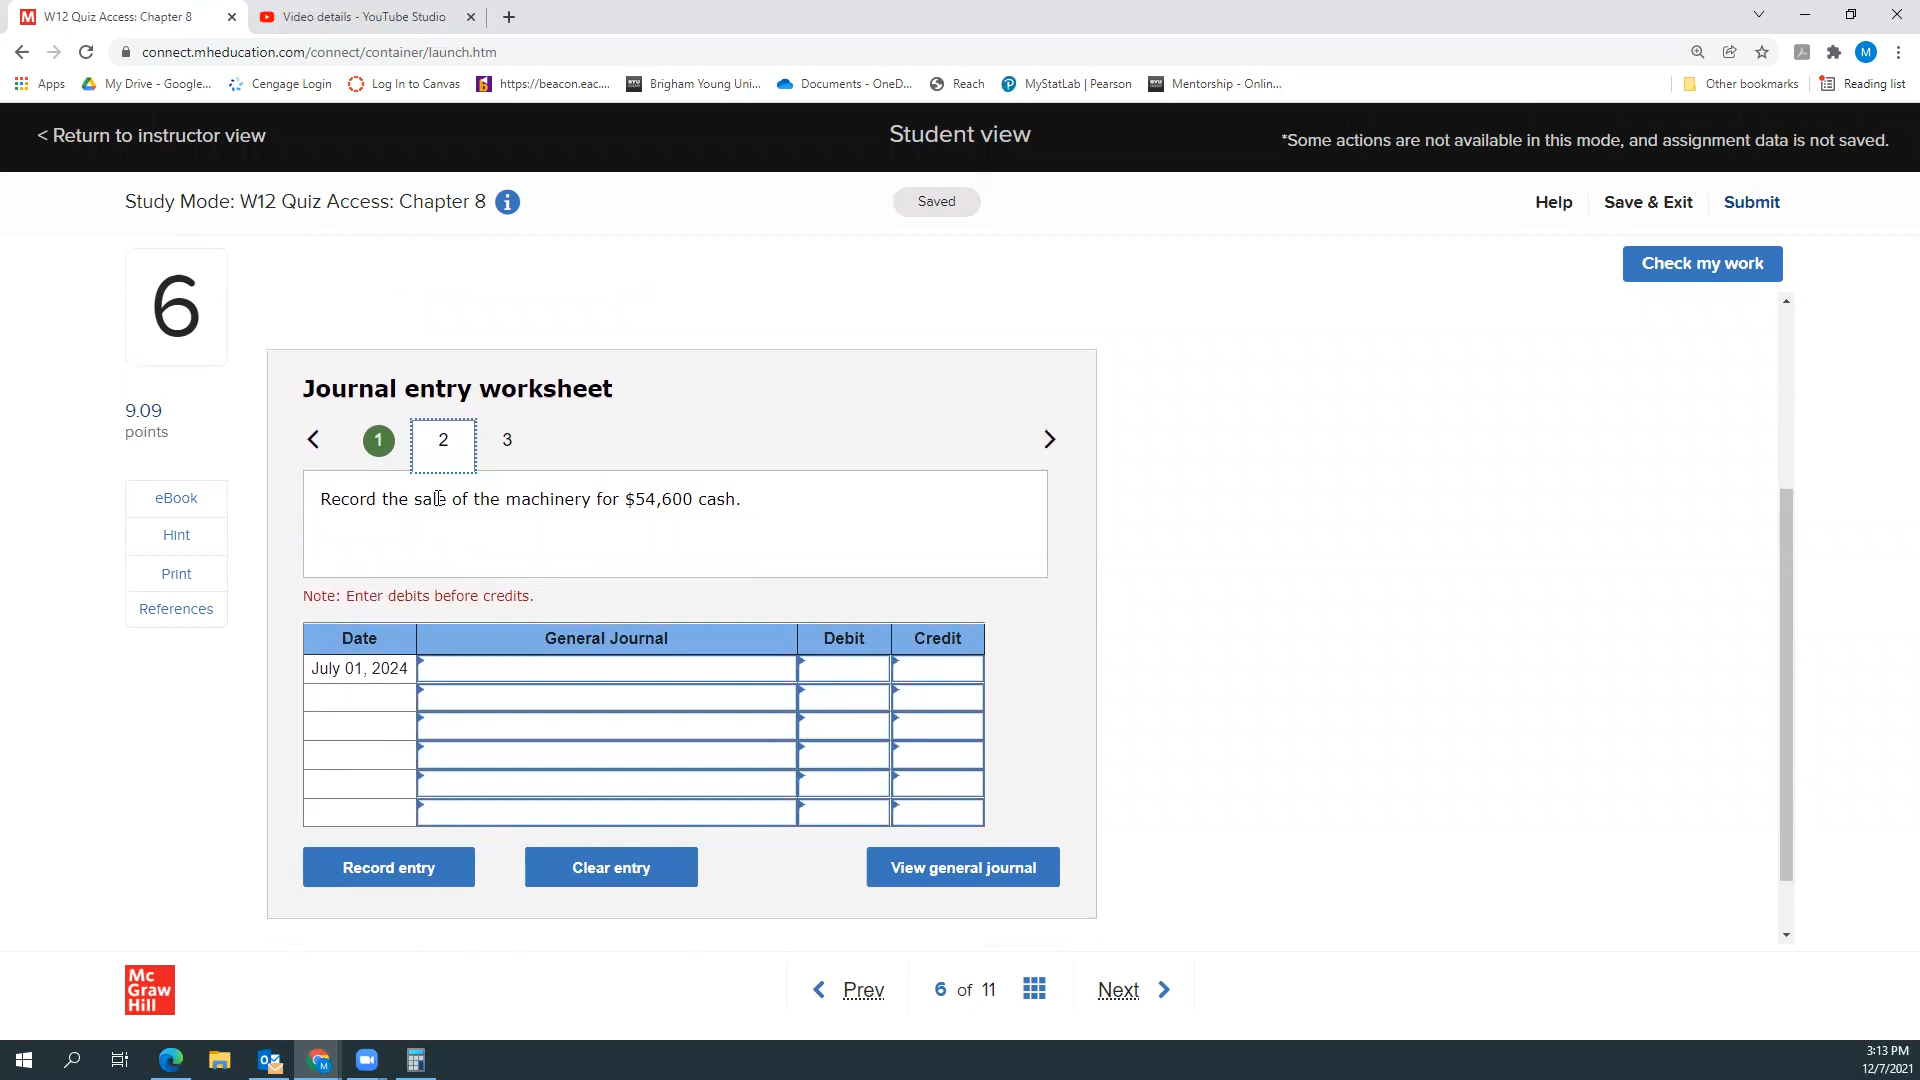 W12 Quiz Access: Chapter 8
Video details - YouTube Studio
connect.mheducation.com/connect/container/launch.htm
M
Apps
My Drive - Google...
Cengage Login
Log In to Canvas
https://beacon.eac....
Brigham Young Uni...
Documents - OneD...
Reach
MyStatLab | Pearson
Mentorship - Onlin...
Other bookmarks
Reading list
< Return to instructor view
Student view
*Some actions are not available in this mode, and assignment data is not saved.
Study Mode: W12 Quiz Access: Chapter 8
Saved
Help
Save & Exit
Submit
6
Check my work
9.09
points
eBook
Hint
Print
References
Journal entry worksheet
1 2 3
Record the sale of the machinery for $54,600 cash.
Note: Enter debits before credits.
Date General Journal Debit Credit
July 01, 2024
Record entry
Clear entry
View general journal
Mc
Graw
Hill
Prev
6 of 11
Next
3:13 PM
12/7/2021